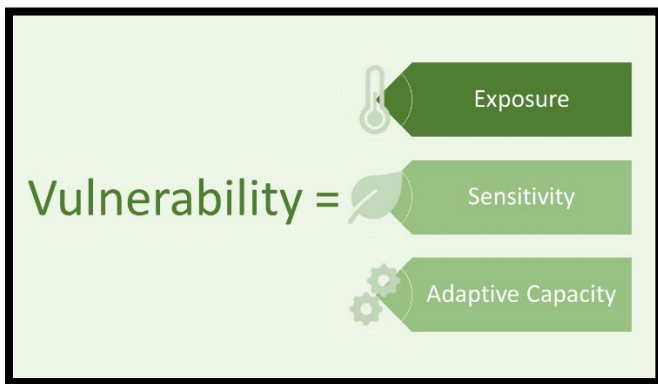 Exposure
Vulnerability =
Sensitivity
Adaptive Capacity